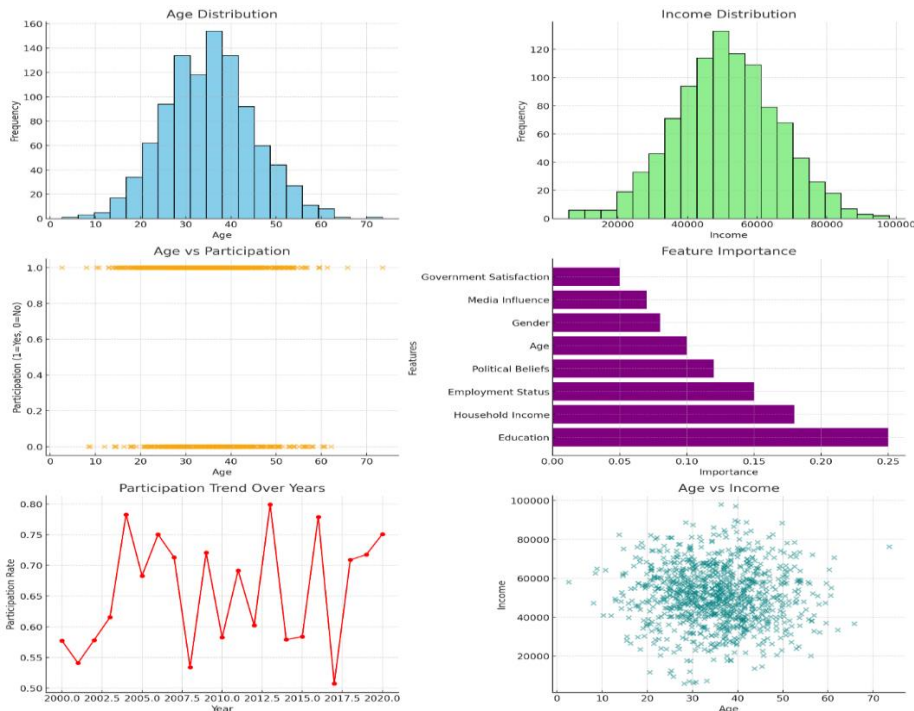 Age Distribution
160
140
120
100
80
60
40
20
0
Frequency
0 10 20 30 40 50 60 70
Age
Income Distribution
120
100
80
60
40
20
0
Frequency
20000 40000 60000 80000 100000
Income
Age vs Participation
1.0
0.8
0.6
0.4
0.2
0.0
Participation (1=Yes, 0=No)
0 10 20 30 40 50 60 70
Age
Feature Importance
Government Satisfaction
Media Influence
Gender
Age
Political Beliefs
Employment Status
Household Income
Education
Features
0.00 0.05 0.10 0.15 0.20 0.25
Importance
Participation Trend Over Years
0.80
0.75
0.70
0.65
0.60
0.55
0.50
Participation Rate
2000.0 2002.5 2005.0 2007.5 2010.0 2012.5 2015.0 2017.5 2020.0
Year
Age vs Income
100000
80000
60000
40000
20000
Income
0 10 20 30 40 50 60 70
Age